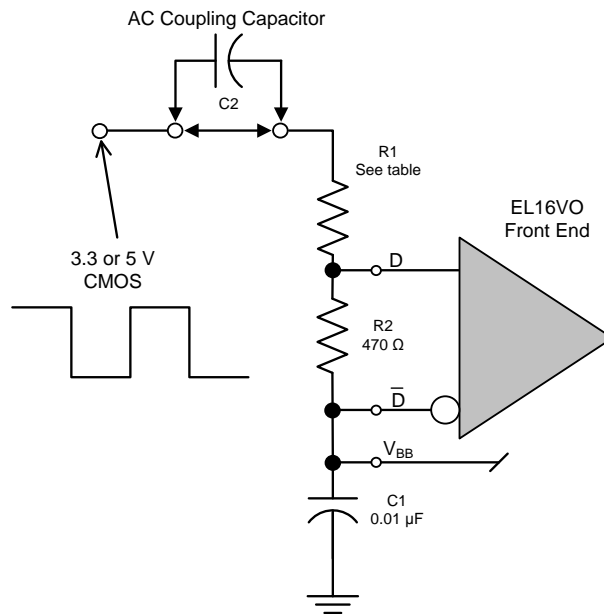 AC Coupling Capacitor
C2
R1
See table
EL16VO
Front End
3.3 or 5 V
CMOS
D
R2
470 Ω
D̅
VBB
C1
0.01 µF